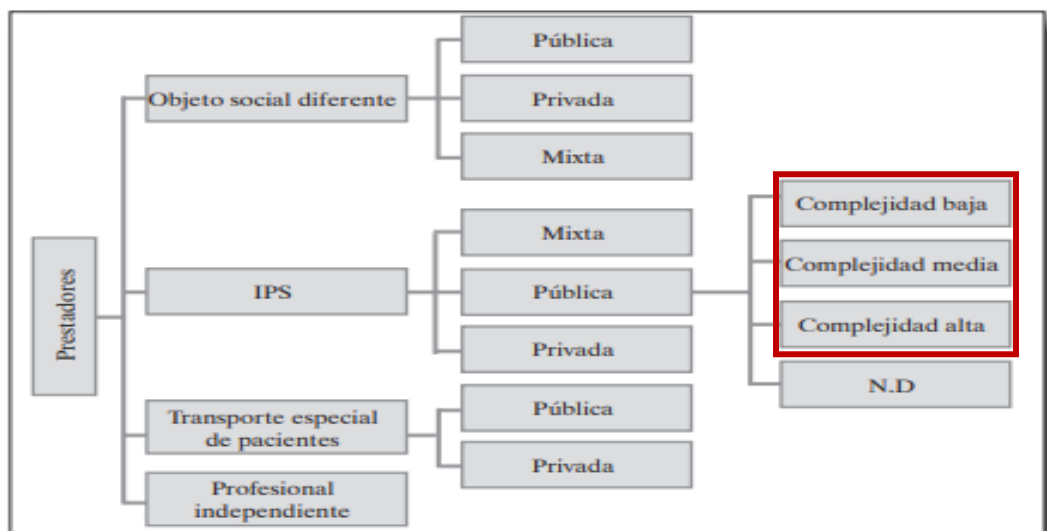 Prestadores
Objeto social diferente
Pública
Privada
Mixta
IPS
Mixta
Pública
Privada
Complejidad baja
Complejidad media
Complejidad alta
N.D
Transporte especial
de pacientes
Pública
Privada
Profesional
independiente